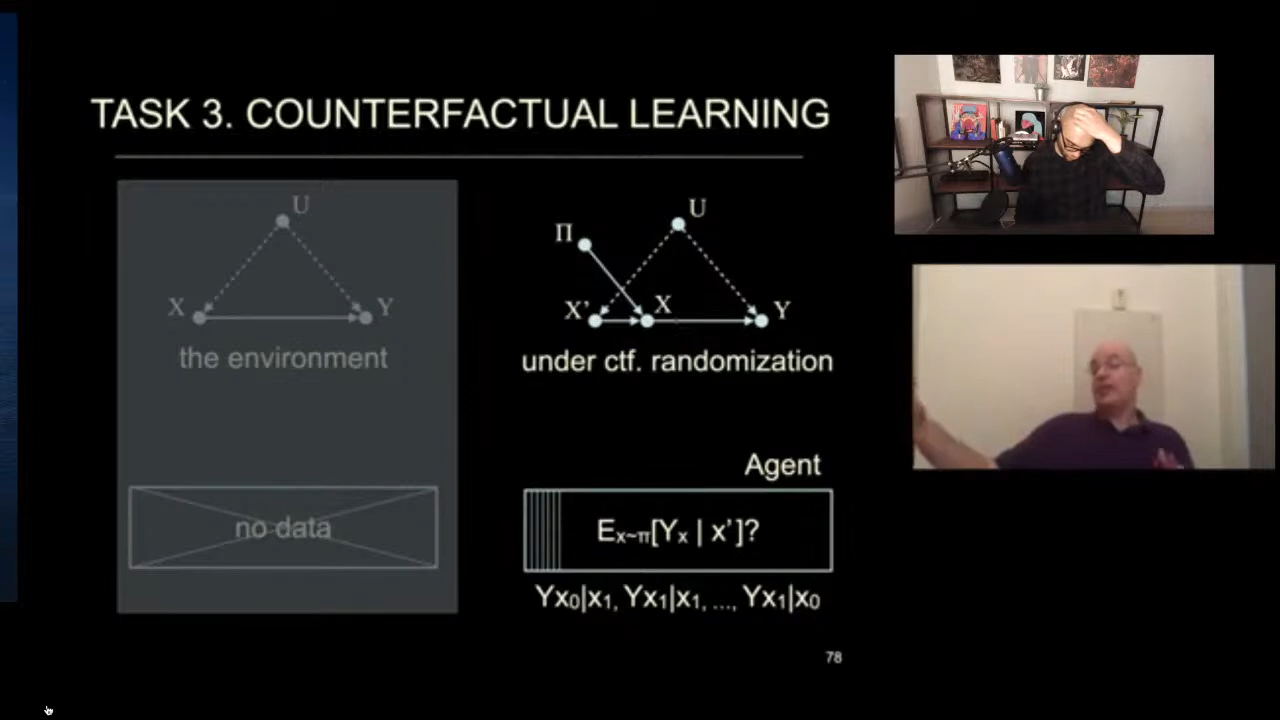 TASK 3. COUNTERFACTUAL LEARNING
U
X
Y
the environment
no data
U
Π
X'
X
Y
under ctf. randomization
Agent
Ex~π[Yx | x']?
Yx₀|x₁, Yx₁|x₁, ..., Yx₁|x₀
78